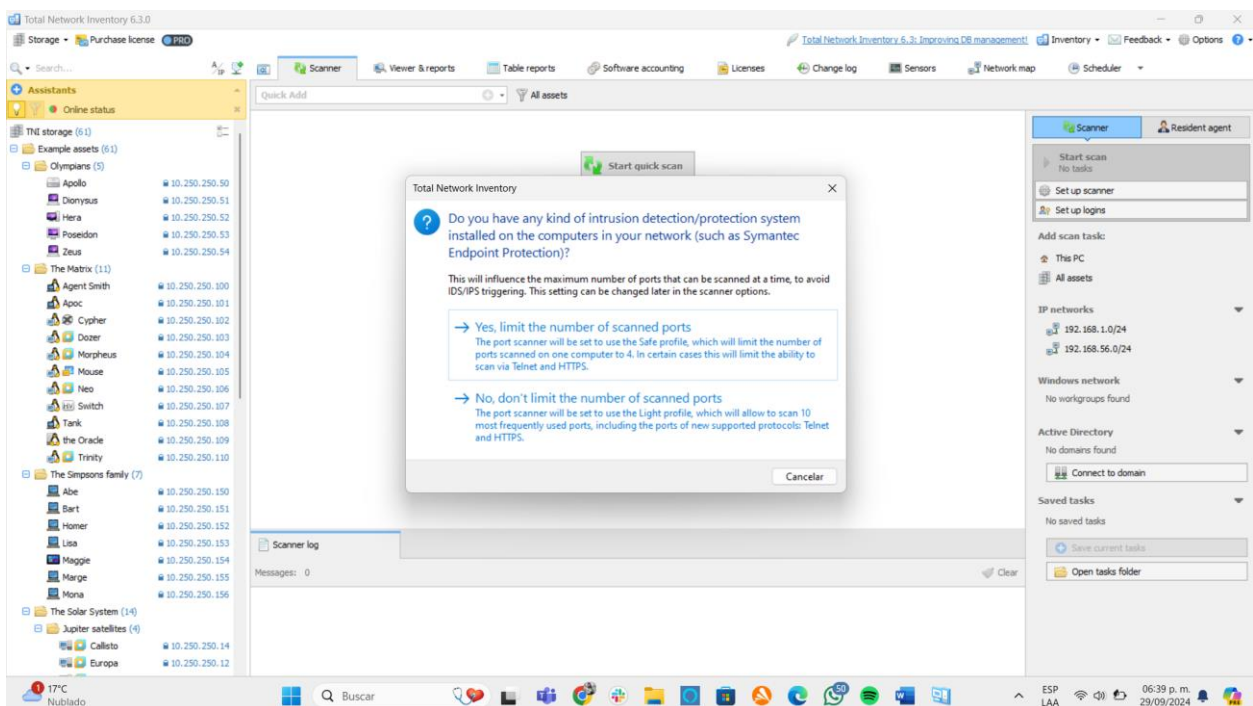 Total Network Inventory 6.3.0
Storage Purchase license PRO
Total Network Inventory 6.3: Improving DB management! Inventory Feedback Options
Search...
Scanner Viewer & reports Table reports Software accounting Licenses Change log Sensors Network map Scheduler
Assistants
Online status
Quick Add All assets
TNI storage (61)
Example assets (61)
Olympians (5)
Apollo 10.250.250.50
Dionysus 10.250.250.51
Hera 10.250.250.52
Poseidon 10.250.250.53
Zeus 10.250.250.54
The Matrix (11)
Agent Smith 10.250.250.100
Apoc 10.250.250.101
Cypher 10.250.250.102
Dozer 10.250.250.103
Morpheus 10.250.250.104
Mouse 10.250.250.105
Neo 10.250.250.106
Switch 10.250.250.107
Tank 10.250.250.108
the Oracle 10.250.250.109
Trinity 10.250.250.110
The Simpsons family (7)
Abe 10.250.250.150
Bart 10.250.250.151
Homer 10.250.250.152
Lisa 10.250.250.153
Maggie 10.250.250.154
Marge 10.250.250.155
Mona 10.250.250.156
The Solar System (14)
Jupiter satellites (4)
Callisto 10.250.250.14
Europa 10.250.250.12
Start quick scan
Total Network Inventory
Do you have any kind of intrusion detection/protection system
installed on the computers in your network (such as Symantec
Endpoint Protection)?
This will influence the maximum number of ports that can be scanned at a time, to avoid
IDS/IPS triggering. This setting can be changed later in the scanner options.
Yes, limit the number of scanned ports
The port scanner will be set to use the Safe profile, which will limit the number of
ports scanned on one computer to 4. In certain cases this will limit the ability to
scan via Telnet and HTTPS.
No, don't limit the number of scanned ports
The port scanner will be set to use the Light profile, which will allow to scan 10
most frequently used ports, including the ports of new supported protocols: Telnet
and HTTPS.
Cancelar
Scanner log
Messages: 0 Clear
Scanner Resident agent
Start scan
No tasks
Set up scanner
Set up logins
Add scan task:
This PC
All assets
IP networks
192.168.1.0/24
192.168.56.0/24
Windows network
No workgroups found
Active Directory
No domains found
Connect to domain
Saved tasks
No saved tasks
Save current tasks
Open tasks folder
1
17°C
Nublado
Buscar
50
ESP
LAA
06:39 p. m.
29/09/2024
PRE